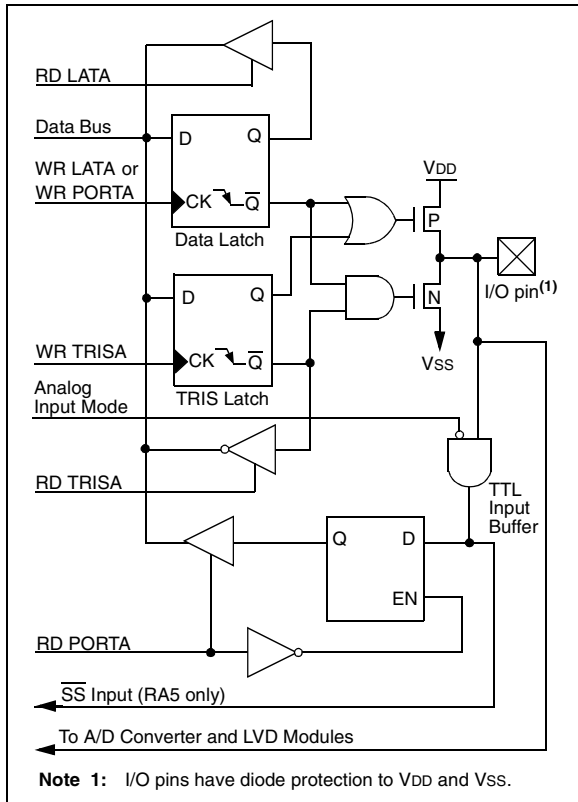 RD LATA
Data Bus
D Q
WR LATA or
WR PORTA
CK Q̅
Data Latch
VDD
P
I/O pin(1)
N
VSS
D Q
WR TRISA
CK Q̅
TRIS Latch
Analog
Input Mode
RD TRISA
TTL
Input
Buffer
Q D
EN
RD PORTA
S̅S̅ Input (RA5 only)
To A/D Converter and LVD Modules
Note 1: I/O pins have diode protection to VDD and VSS.